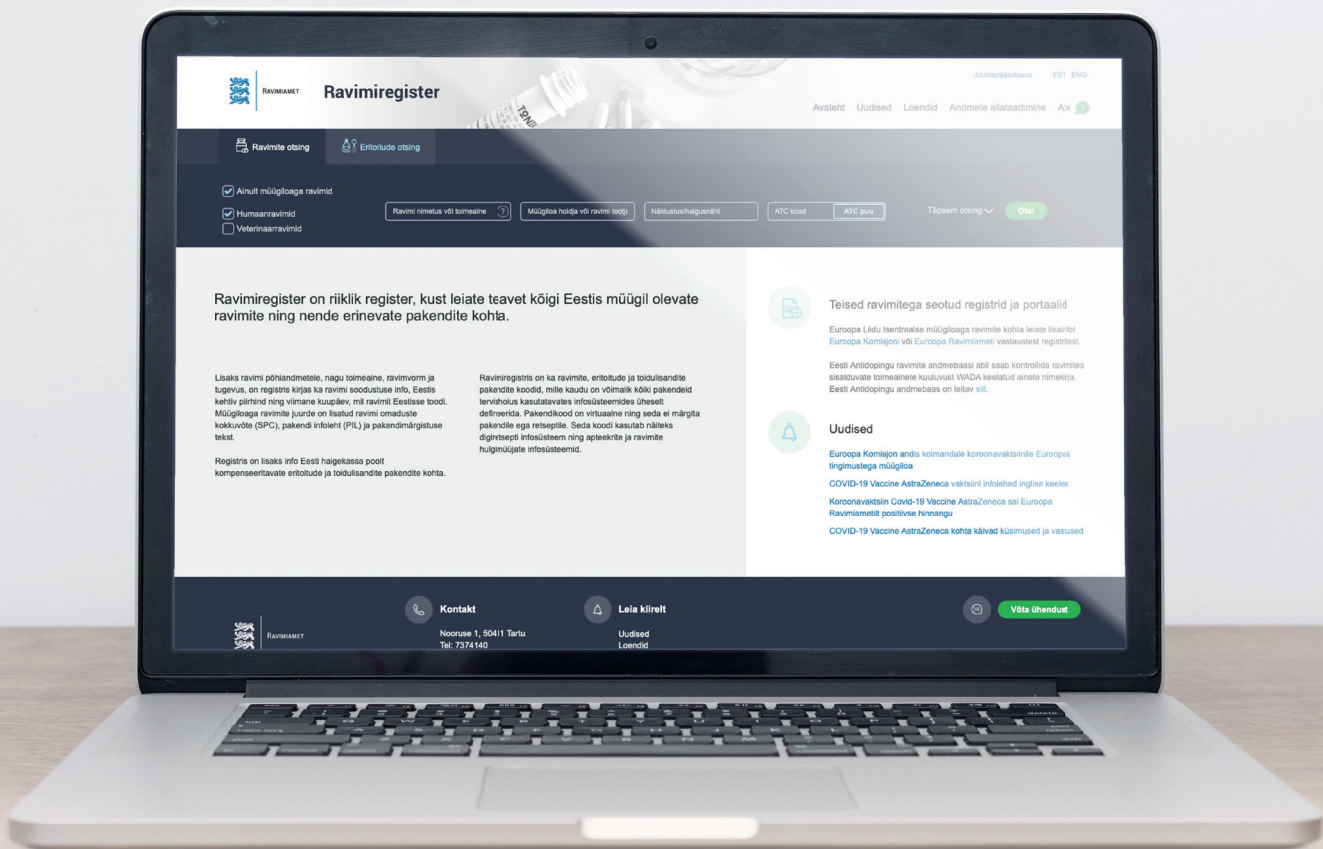 Juurdepääsetavus EST ENG
RAVIMIAMET
Ravimiregister
Avaleht Uudised Loendid Andmete allalaadimine Abi ?
Ravimite otsing Eritoitude otsing
Ainult müügiloaga ravimid
Humaanravimid
Veterinaarravimid
Ravimi nimetus või toimeaine ? Müügiloa hoidja või ravimi tootja Näidustus/haigusnäht ATC kood ATC puu Täpsem otsing Otsi
Ravimiregister on riiklik register, kust leiate teavet kõigi Eestis müügil olevate
ravimite ning nende erinevate pakendite kohta.
Lisaks ravimi põhiandmetele, nagu toimeaine, ravimvorm ja
tugevus, on registris kirjas ka ravimi soodustuse info, Eestis
kehtiv piirhind ning viimane kuupäev, mil ravimit Eestisse toodi.
Müügiloaga ravimite juurde on lisatud ravimi omaduste
kokkuvõte (SPC), pakendi infoleht (PIL) ja pakendimärgistuse
tekst.
Registris on lisaks info Eesti haigekassa poolt
kompenseeritavate eritoitude ja toidulisandite pakendite kohta.
Ravimiregistris on ka ravimite, eritoitude ja toidulisandite
pakendite koodid, mille kaudu on võimalik kõiki pakendeid
tervishoius kasutatavates infosüsteemides üheselt
defineerida. Pakendikood on virtuaalne ning seda ei märgita
pakendile ega retseptile. Seda koodi kasutab näiteks
digiretsepti infosüsteem ning apteekrite ja ravimite
hulgimüüjate infosüsteemid.
Teised ravimitega seotud registrid ja portaalid
Euroopa Liidu tsentraalse müügiloaga ravimite kohta leiate lisainfot
Euroopa Komisjoni või Euroopa Ravimiameti vastavatest registritest.
Eesti Antidopingu ravimite andmebaasi abil saab kontrollida ravimites
sisalduvate toimeainete kuuluvust WADA keelatud ainete nimekirja.
Eesti Antidopingu andmebaas on leitav siit.
Uudised
Euroopa Komisjon andis kolmandale koroonavaktsiinile Euroopas
tingimustega müügiloa
COVID-19 Vaccine AstraZeneca vaktsiini infolehed inglise keeles
Koroonavaktsiin Covid-19 Vaccine AstraZeneca sai Euroopa
Ravimiametilt positiivse hinnangu
COVID-19 Vaccine AstraZeneca kohta käivad küsimused ja vastused
RAVIMIAMET
Kontakt
Nooruse 1, 50411 Tartu
Tel: 7374140
Leia kiirelt
Uudised
Loendid
Võta ühendust